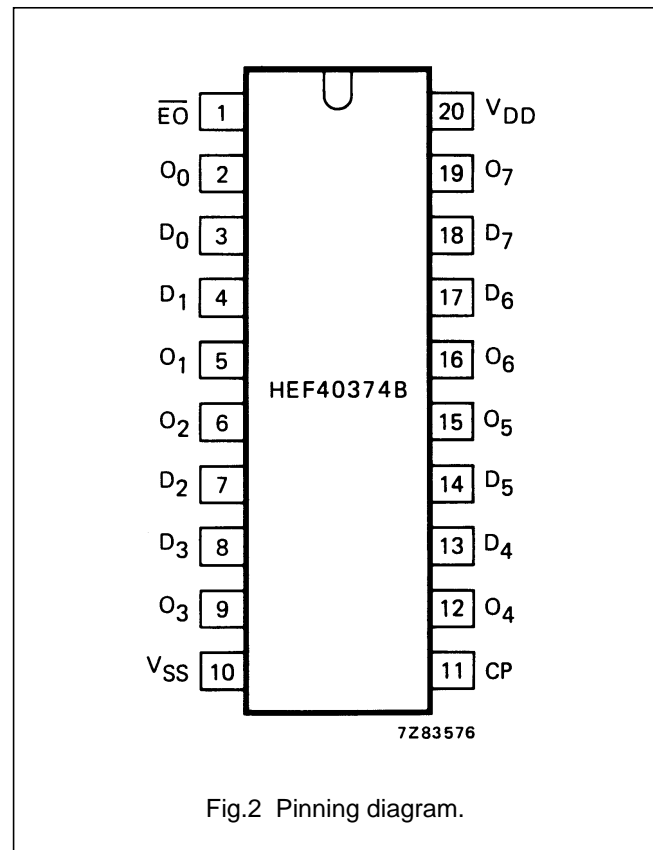 E̅O̅ 1 20 VDD
O0 2 19 O7
D0 3 18 D7
D1 4 17 D6
O1 5 16 O6
HEF40374B
O2 6 15 O5
D2 7 14 D5
D3 8 13 D4
O3 9 12 O4
VSS 10 11 CP
7Z83576
Fig.2 Pinning diagram.